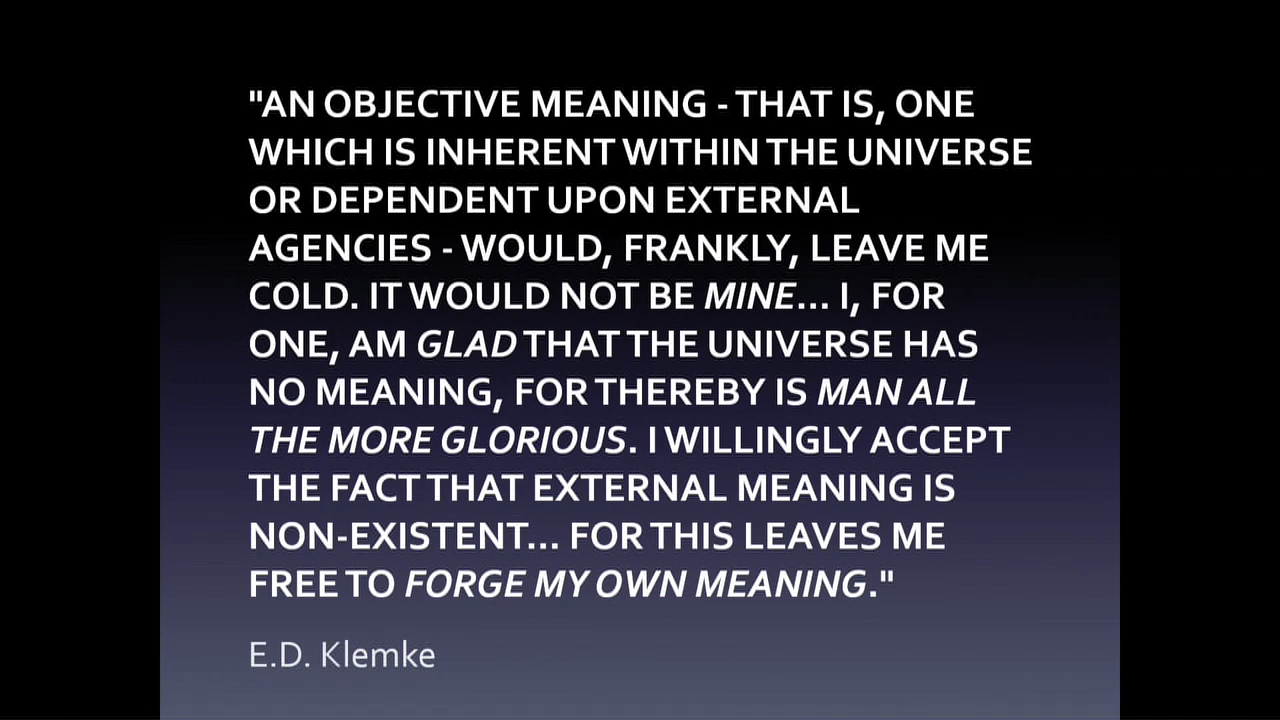 "AN OBJECTIVE MEANING - THAT IS, ONE
WHICH IS INHERENT WITHIN THE UNIVERSE
OR DEPENDENT UPON EXTERNAL
AGENCIES - WOULD, FRANKLY, LEAVE ME
COLD. IT WOULD NOT BE MINE... I, FOR
ONE, AM GLAD THAT THE UNIVERSE HAS
NO MEANING, FOR THEREBY IS MAN ALL
THE MORE GLORIOUS. I WILLINGLY ACCEPT
THE FACT THAT EXTERNAL MEANING IS
NON-EXISTENT... FOR THIS LEAVES ME
FREE TO FORGE MY OWN MEANING."
E.D. Klemke